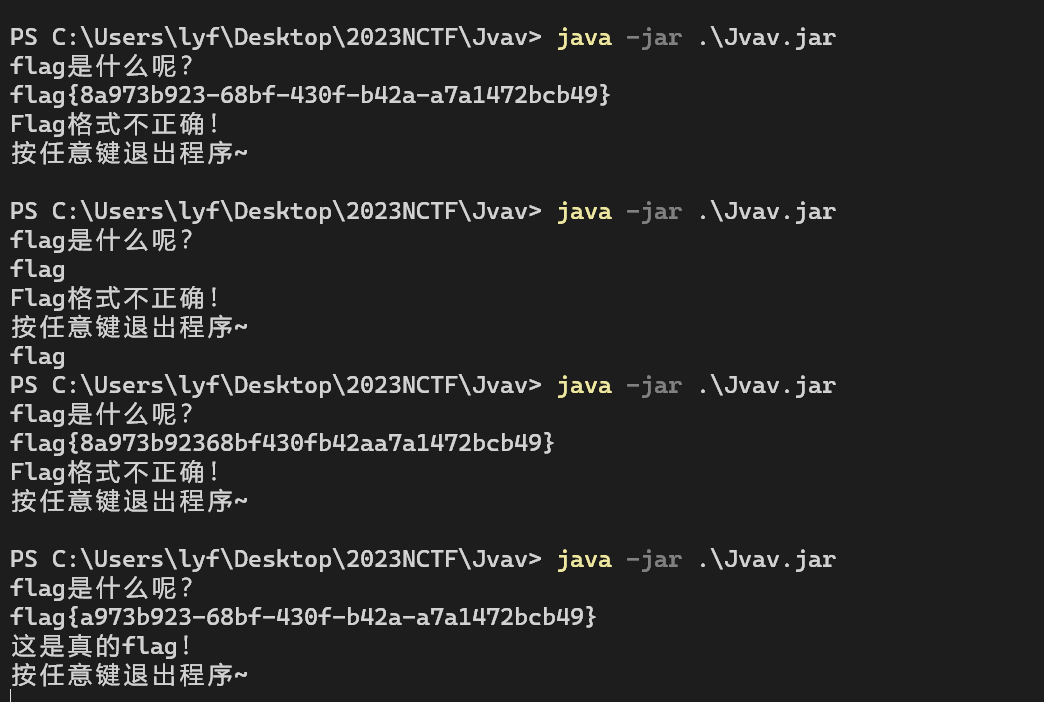 PS C:\Users\lyf\Desktop\2023NCTF\Jvav> java -jar .\Jvav.jar
flag是什么呢?
flag{8a973b923-68bf-430f-b42a-a7a1472bcb49}
Flag格式不正确!
按任意键退出程序~
PS C:\Users\lyf\Desktop\2023NCTF\Jvav> java -jar .\Jvav.jar
flag是什么呢?
flag
Flag格式不正确!
按任意键退出程序~
flag
PS C:\Users\lyf\Desktop\2023NCTF\Jvav> java -jar .\Jvav.jar
flag是什么呢?
flag{8a973b92368bf430fb42aa7a1472bcb49}
Flag格式不正确!
按任意键退出程序~
PS C:\Users\lyf\Desktop\2023NCTF\Jvav> java -jar .\Jvav.jar
flag是什么呢?
flag{a973b923-68bf-430f-b42a-a7a1472bcb49}
这是真的flag!
按任意键退出程序~